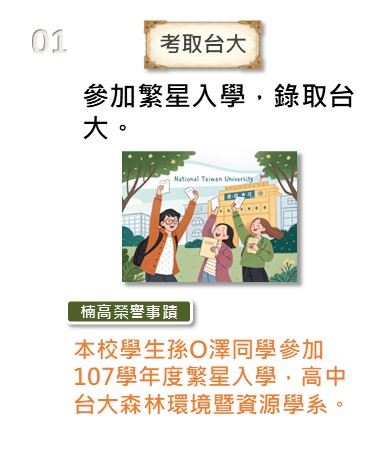 01
考取台大
參加繁星入學，錄取台
大。
National Taiwan University
楠高榮譽事蹟
本校學生孫O澤同學參加
107學年度繁星入學，高中
台大森林環境暨資源學系。